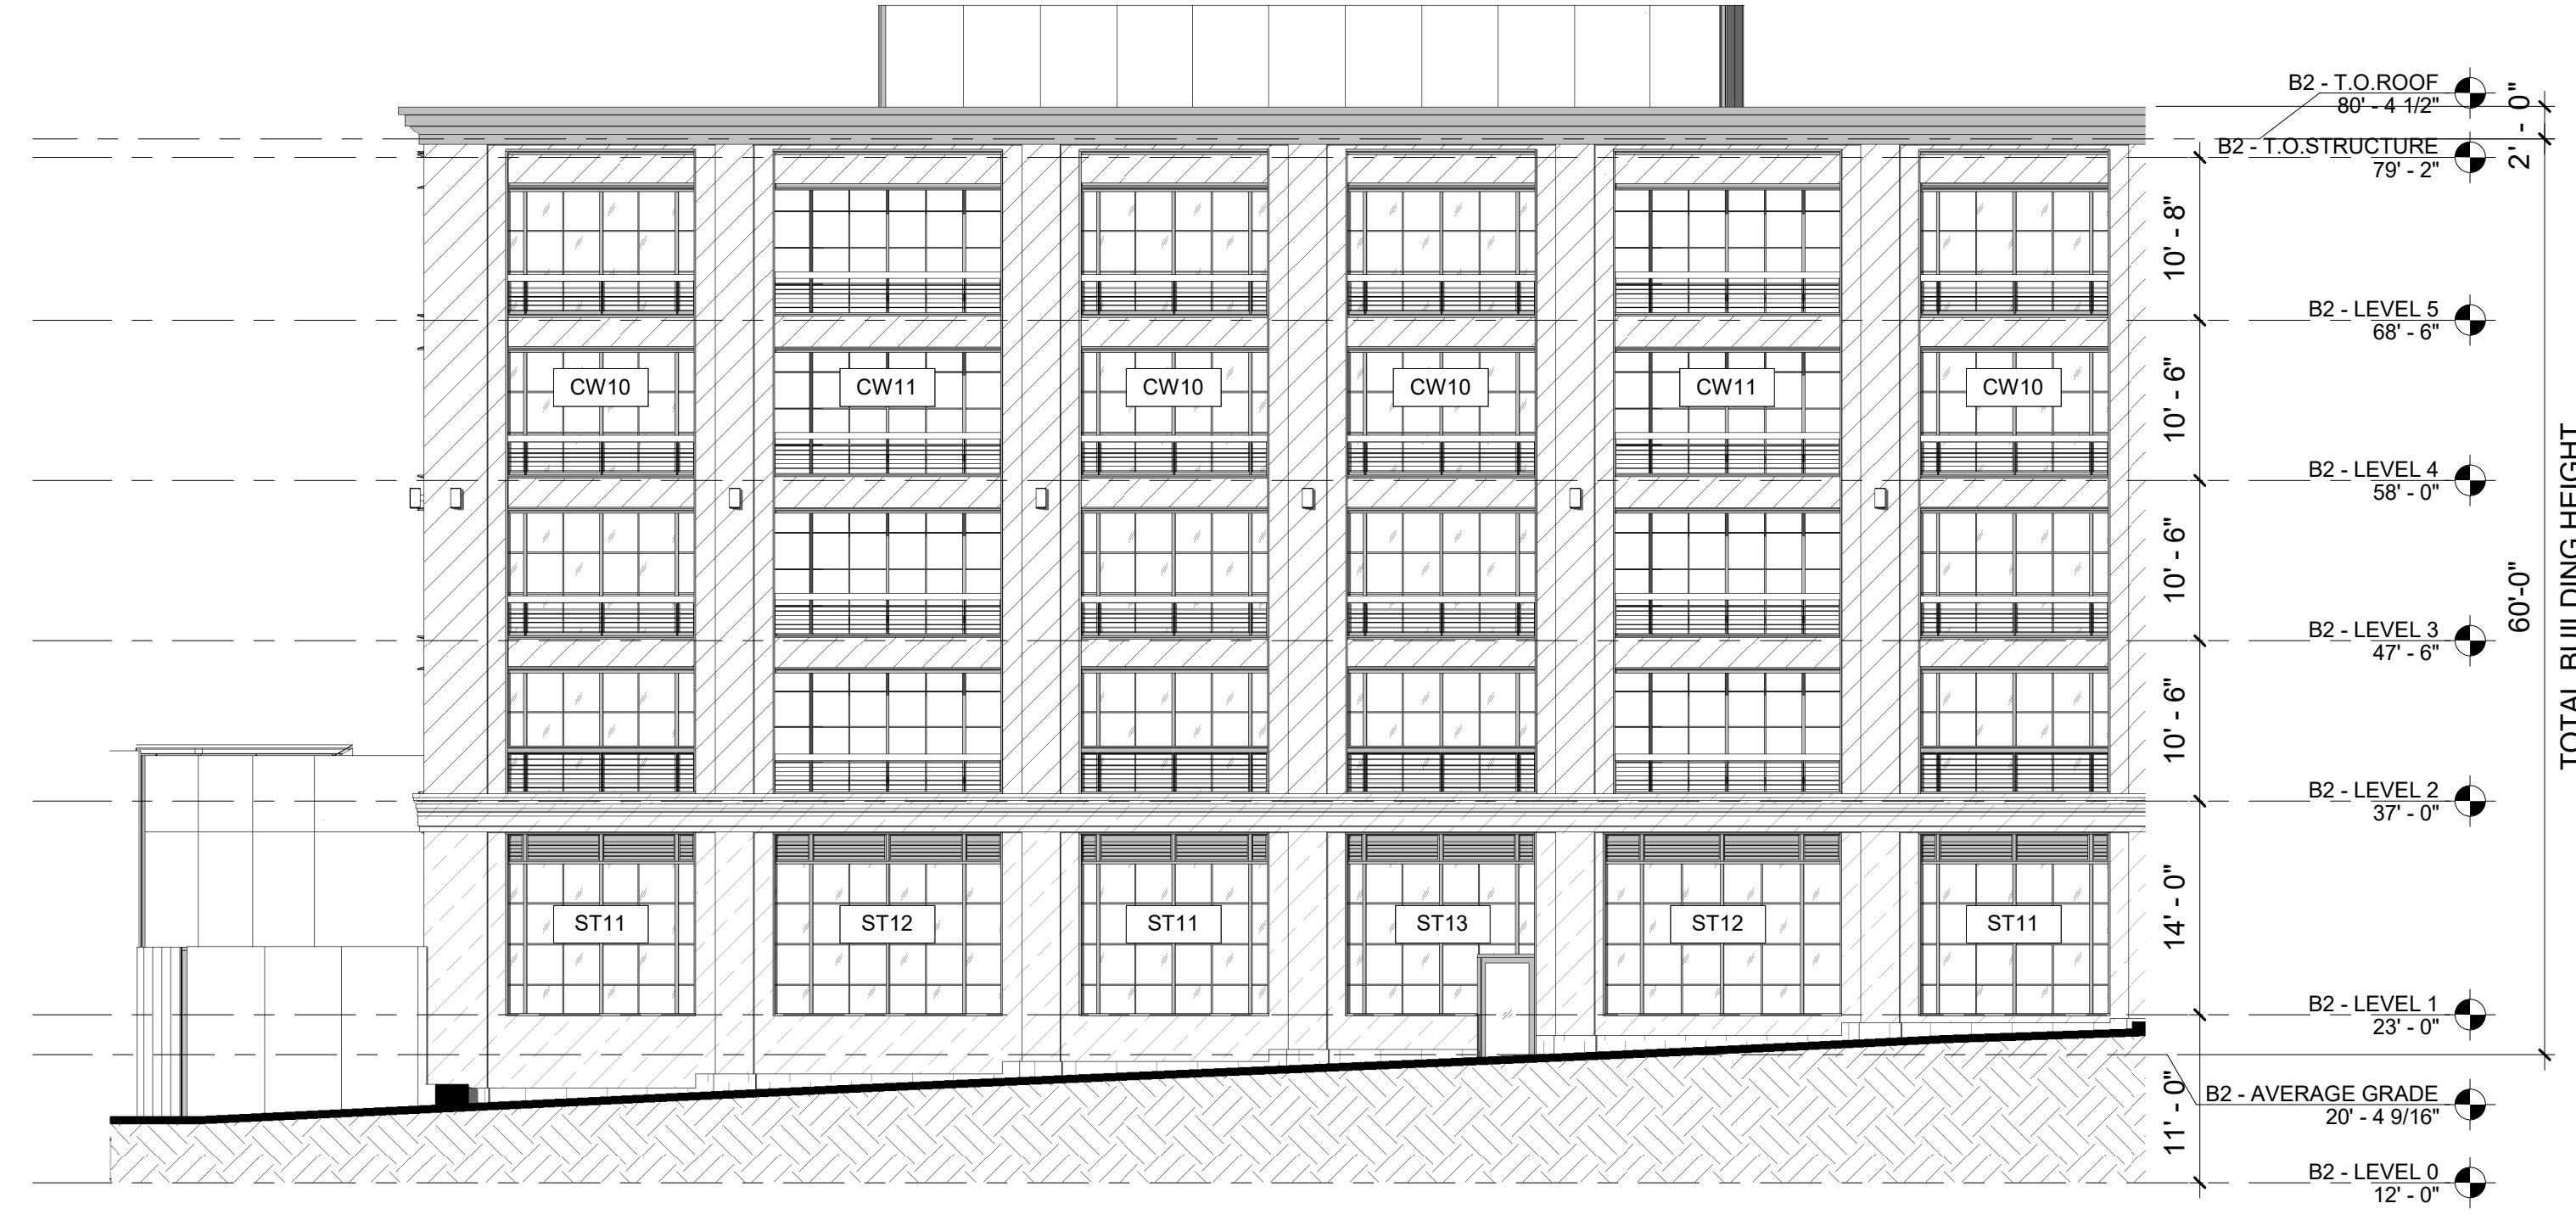 B2 - T.O.ROOF
80' - 4 1/2"
2' - 0"
B2 - T.O.STRUCTURE
79' - 2"
10' - 8"
B2 - LEVEL 5
68' - 6"
CW10
CW11
CW10
CW10
CW11
CW10
10' - 6"
B2 - LEVEL 4
58' - 0"
10' - 6"
60'-0"
TOTAL BUILDING HEIGHT
B2 - LEVEL 3
47' - 6"
10' - 6"
B2 - LEVEL 2
37' - 0"
ST11
ST12
ST11
ST13
ST12
ST11
14' - 0"
B2 - LEVEL 1
23' - 0"
B2 - AVERAGE GRADE
20' - 4 9/16"
11' - 0"
B2 - LEVEL 0
12' - 0"